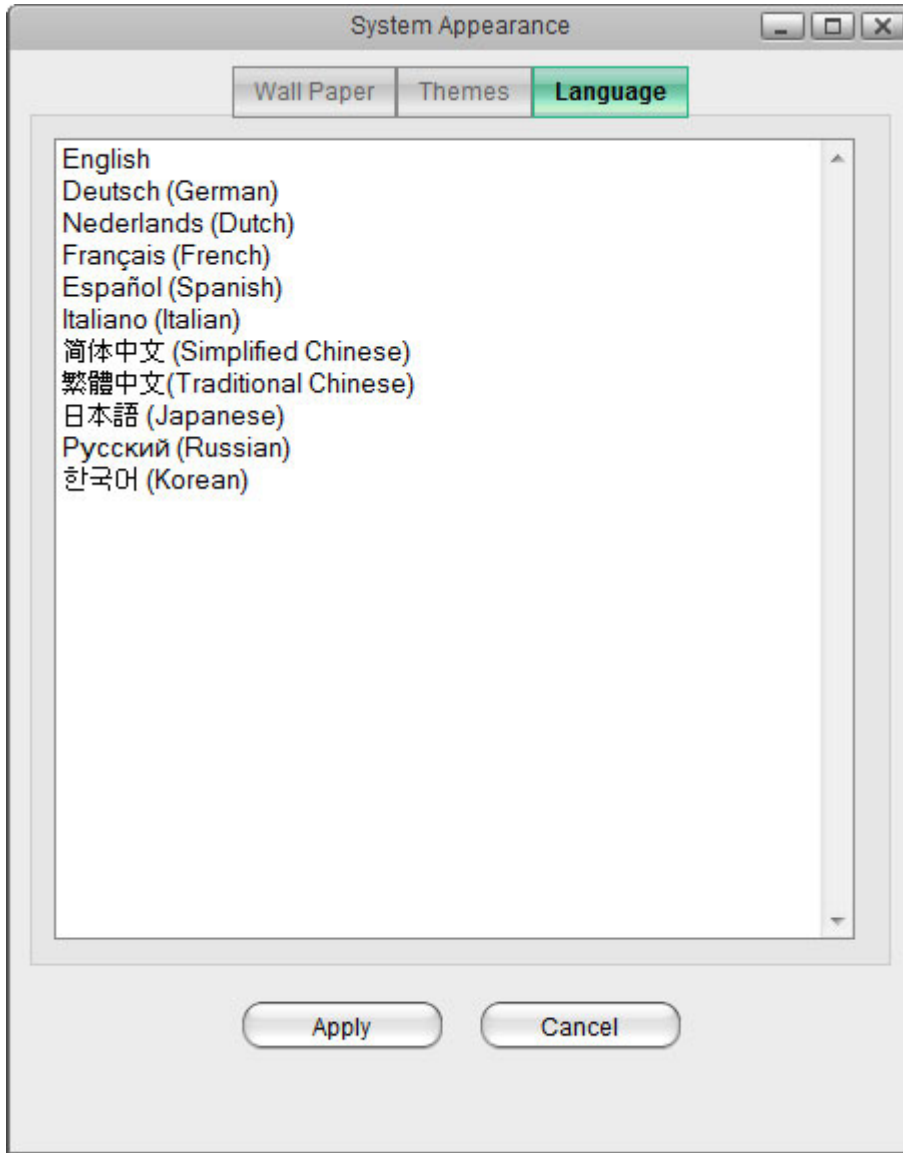 System Appearance
Wall Paper Themes Language
English
Deutsch (German)
Nederlands (Dutch)
Français (French)
Español (Spanish)
Italiano (Italian)
简体中文 (Simplified Chinese)
繁體中文(Traditional Chinese)
日本語 (Japanese)
Русский (Russian)
한국어 (Korean)
Apply Cancel